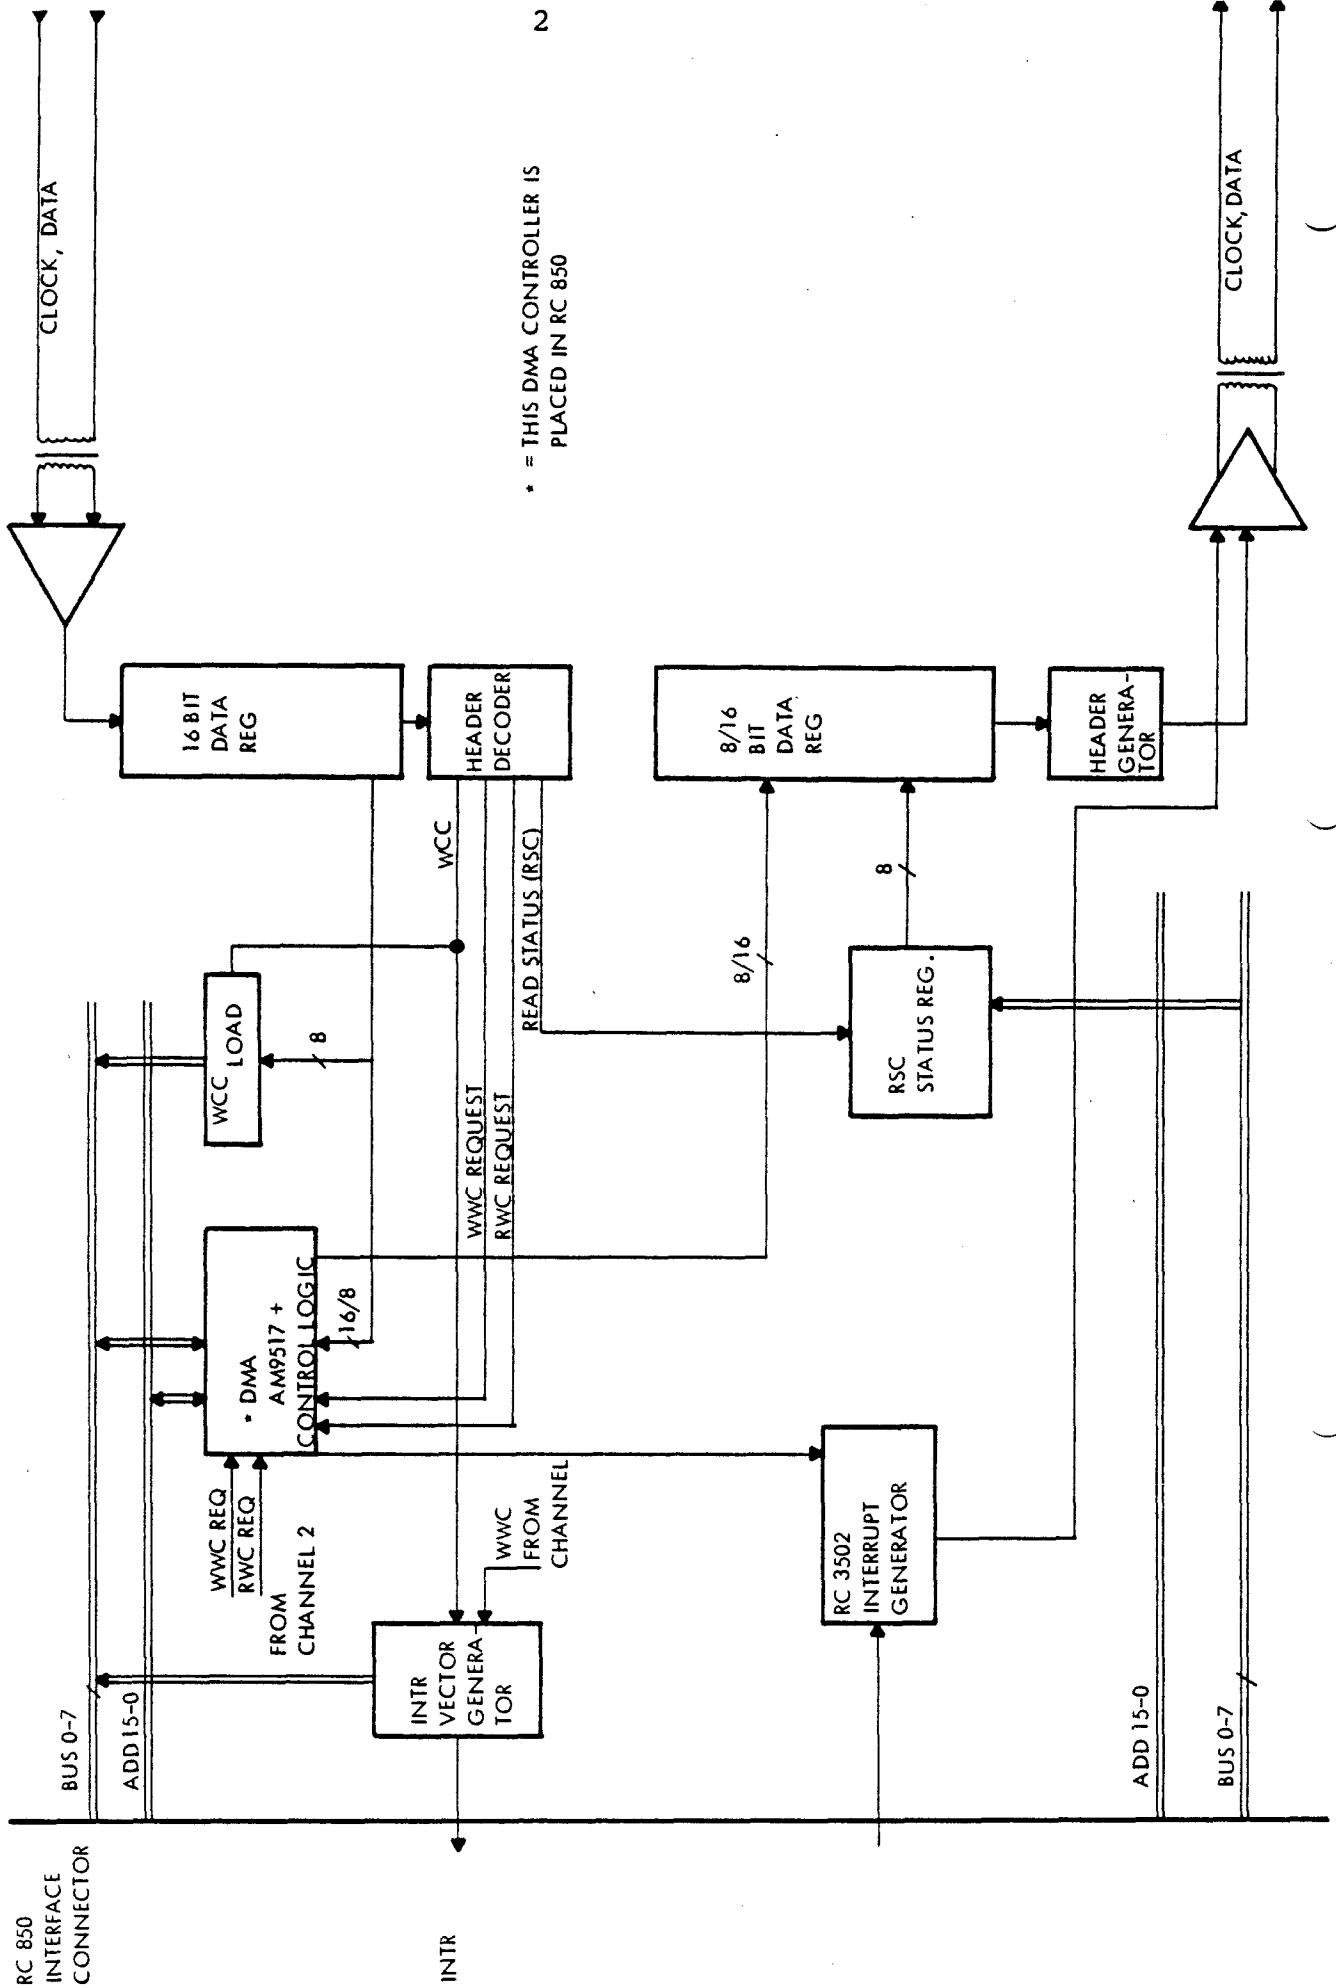 2
RC 850
INTERFACE
CONNECTOR
BUS 0-7
ADD 15-0
INTR
WWC REQ
RWC REQ
FROM
CHANNEL 2
INTR
VECTOR
GENERA
TOR
WWC
FROM
CHANNEL
* DMA
AM9517 +
CONTROL LOGIC
16/8
WWC REQUEST
RWC REQUEST
WCC
LOAD
8
WCC
READ STATUS (RSC)
16 BIT
DATA
REG
HEADER
DECODER
CLOCK, DATA
* = THIS DMA CONTROLLER IS
PLACED IN RC 850
RC 3502
INTERRUPT
GENERATOR
8/16
RSC
STATUS REG.
8
8/16
BIT
DATA
REG
HEADER
GENERA-
TOR
CLOCK, DATA
ADD 15-0
BUS 0-7